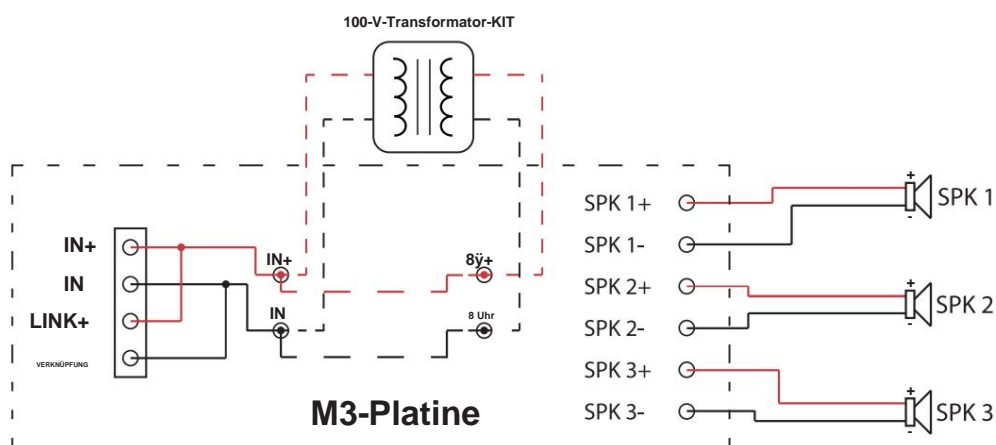 100-V-Transformator-KIT
IN+
IN
LINK+
VERKNÜPFUNG
IN+
IN
8ÿ+
8 Uhr
M3-Platine
SPK 1+
SPK 1-
SPK 2+
SPK 2-
SPK 3+
SPK 3-
+
SPK 1
-
+
SPK 2
-
+
SPK 3
-